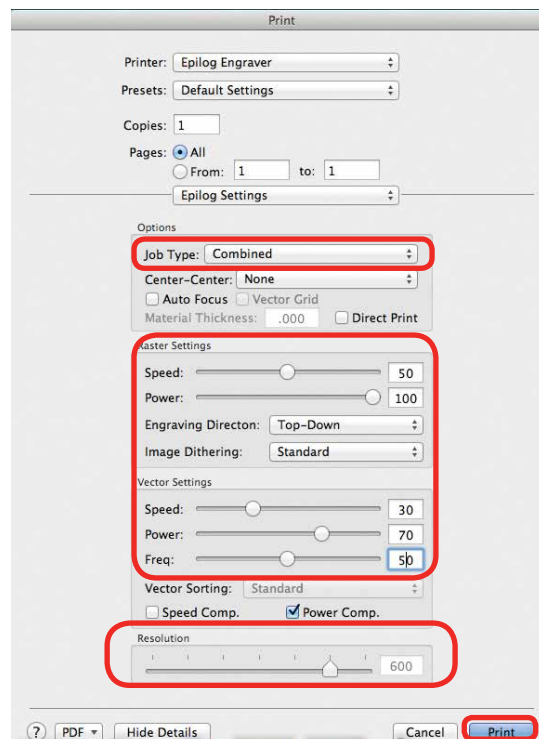 Print
Printer: Epilog Engraver
Presets: Default Settings
Copies: 1
Pages: All
From: 1 to: 1
Epilog Settings
Options
Job Type: Combined
Center-Center: None
Auto Focus Vector Grid
Material Thickness: .000 Direct Print
Raster Settings
Speed: 50
Power: 100
Engraving Directon: Top-Down
Image Dithering: Standard
Vector Settings
Speed: 30
Power: 70
Freq: 50
Vector Sorting: Standard
Speed Comp. Power Comp.
Resolution
600
? PDF Hide Details Cancel Print